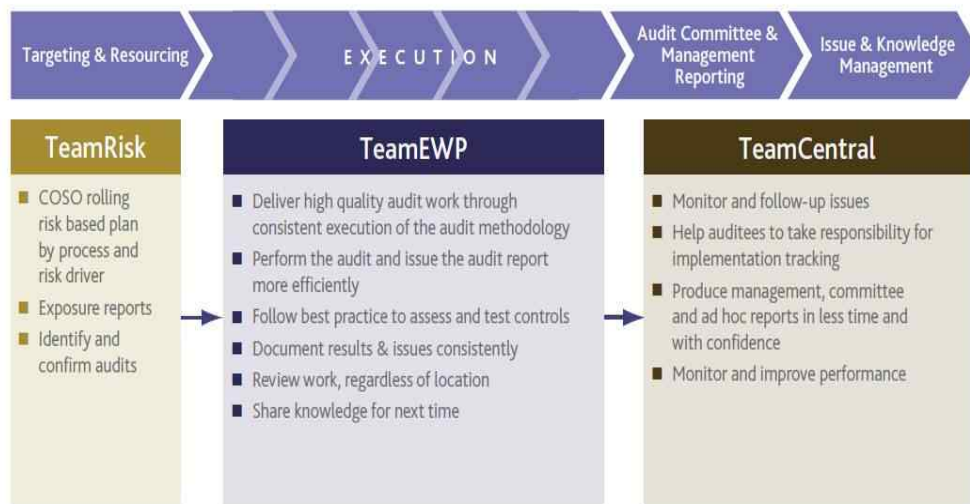 Targeting & Resourcing
EXECUTION
Audit Committee &
Management
Reporting
Issue & Knowledge
Management
TeamRisk
COSO rolling
risk based plan
by process and
risk driver
Exposure reports
Identify and
confirm audits
TeamEWP
Deliver high quality audit work through
consistent execution of the audit methodology
Perform the audit and issue the audit report
more efficiently
Follow best practice to assess and test controls
Document results & issues consistently
Review work, regardless of location
Share knowledge for next time
TeamCentral
Monitor and follow-up issues
Help auditees to take responsibility for
implementation tracking
Produce management, committee
and ad hoc reports in less time and
with confidence
Monitor and improve performance